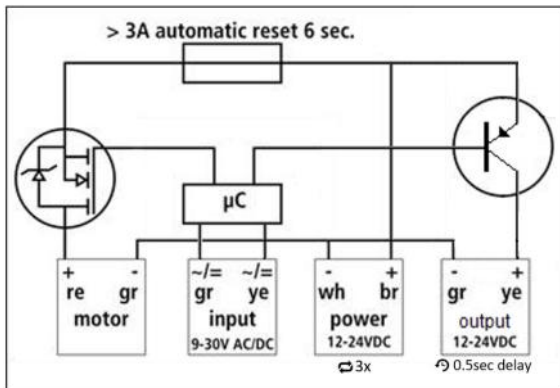 > 3A automatic reset 6 sec.
µC
+ - ~/= ~/= - + - +
re gr gr ye wh br gr ye
motor input power output
9-30V AC/DC 12-24VDC 12-24VDC
3x 0.5sec delay